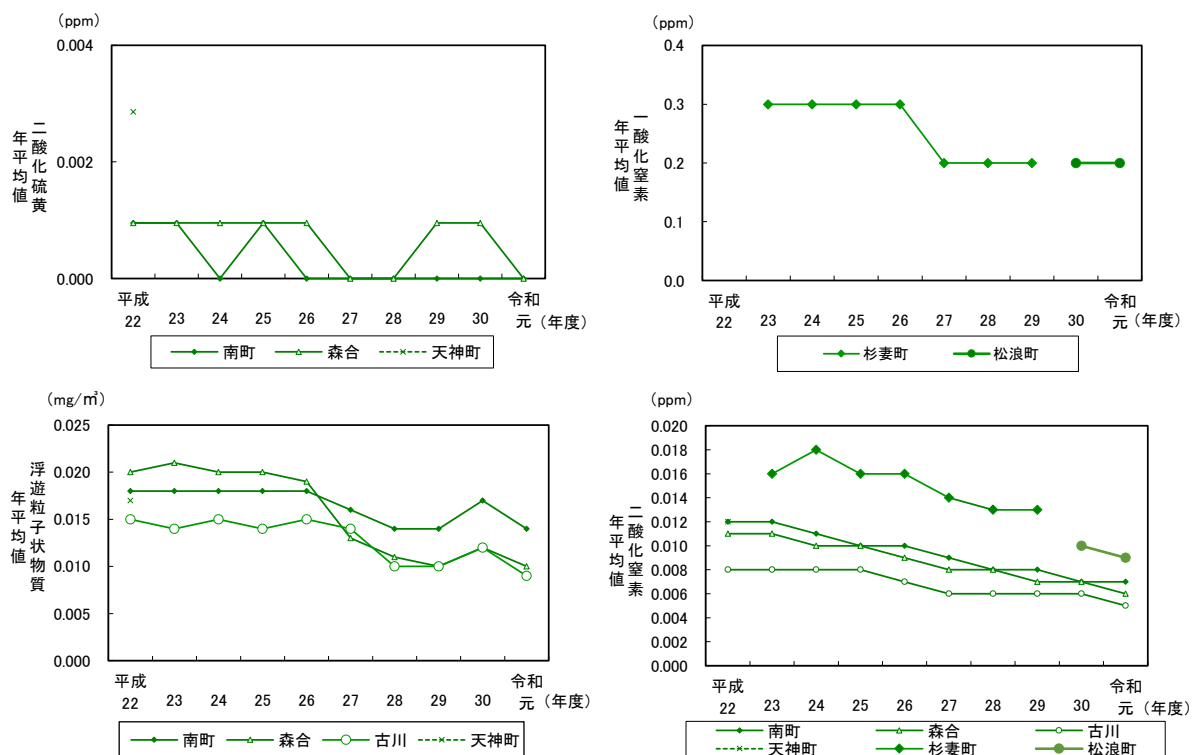 (ppm)
0.004
0.002
0.000
二酸化硫黄
年平均値
平成
令和
22 23 24 25 26 27 28 29 30 元 (年度)
南町 森合 天神町
(ppm)
0.4
0.3
0.2
0.1
0.0
一酸化窒素
年平均値
平成
令和
22 23 24 25 26 27 28 29 30 元 (年度)
杉妻町 松浪町
(mg/㎥)
0.025
0.020
0.015
0.010
0.005
0.000
浮遊粒子状物質
年平均値
平成
令和
22 23 24 25 26 27 28 29 30 元 (年度)
南町 森合 古川 天神町
(ppm)
0.020
0.018
0.016
0.014
0.012
0.010
0.008
0.006
0.004
0.002
0.000
二酸化窒素
年平均値
平成
令和
22 23 24 25 26 27 28 29 30 元 (年度)
南町 森合 古川
天神町 杉妻町 松浪町